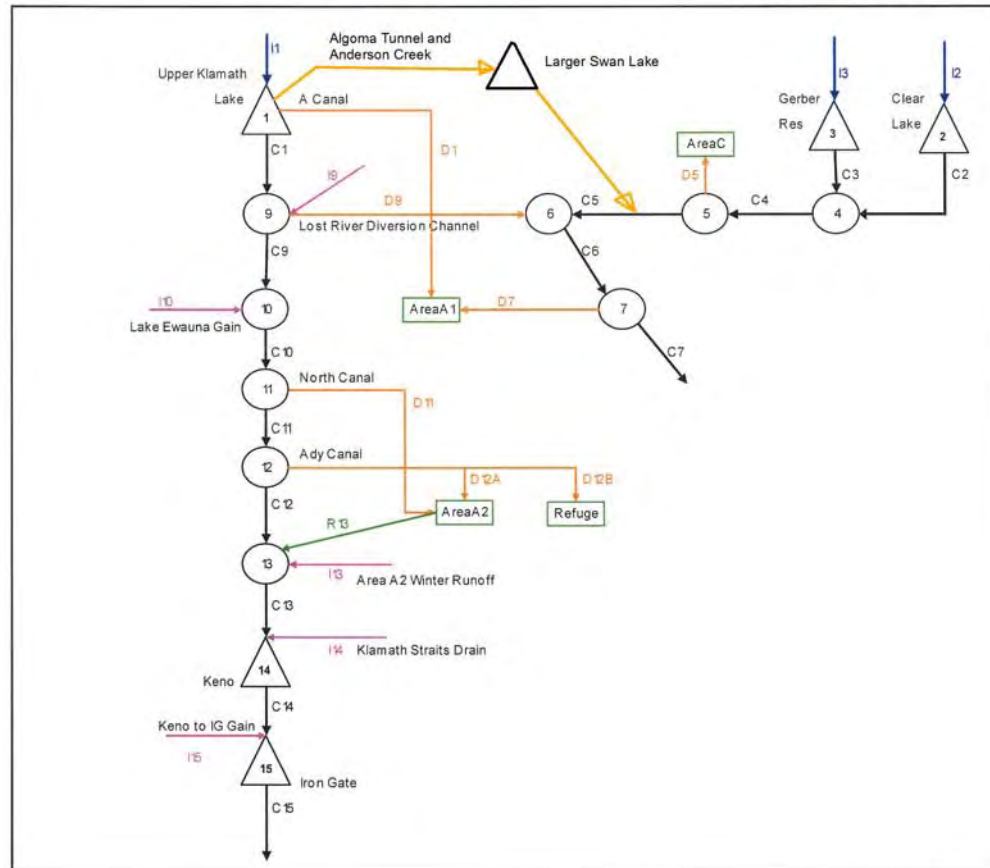 Algoma Tunnel and
Anderson Creek
Larger Swan Lake
I1
I3
I2
Upper Klamath
Lake
A Canal
Gerber
Res
Clear
Lake
1
3
2
AreaC
C1
D1
D5
C3
C2
I9
9
D9
6
C5
5
C4
4
Lost River Diversion Channel
C9
C6
I10
10
AreaA1
D7
7
Lake Ewauna Gain
C10
C7
11
North Canal
D11
C11
12
Ady Canal
D12A
D12B
C12
AreaA2
Refuge
R13
13
I13
Area A2 Winter Runoff
C13
I14
Klamath Straits Drain
14
Keno
C14
Keno to IG Gain
I15
15
Iron Gate
C15